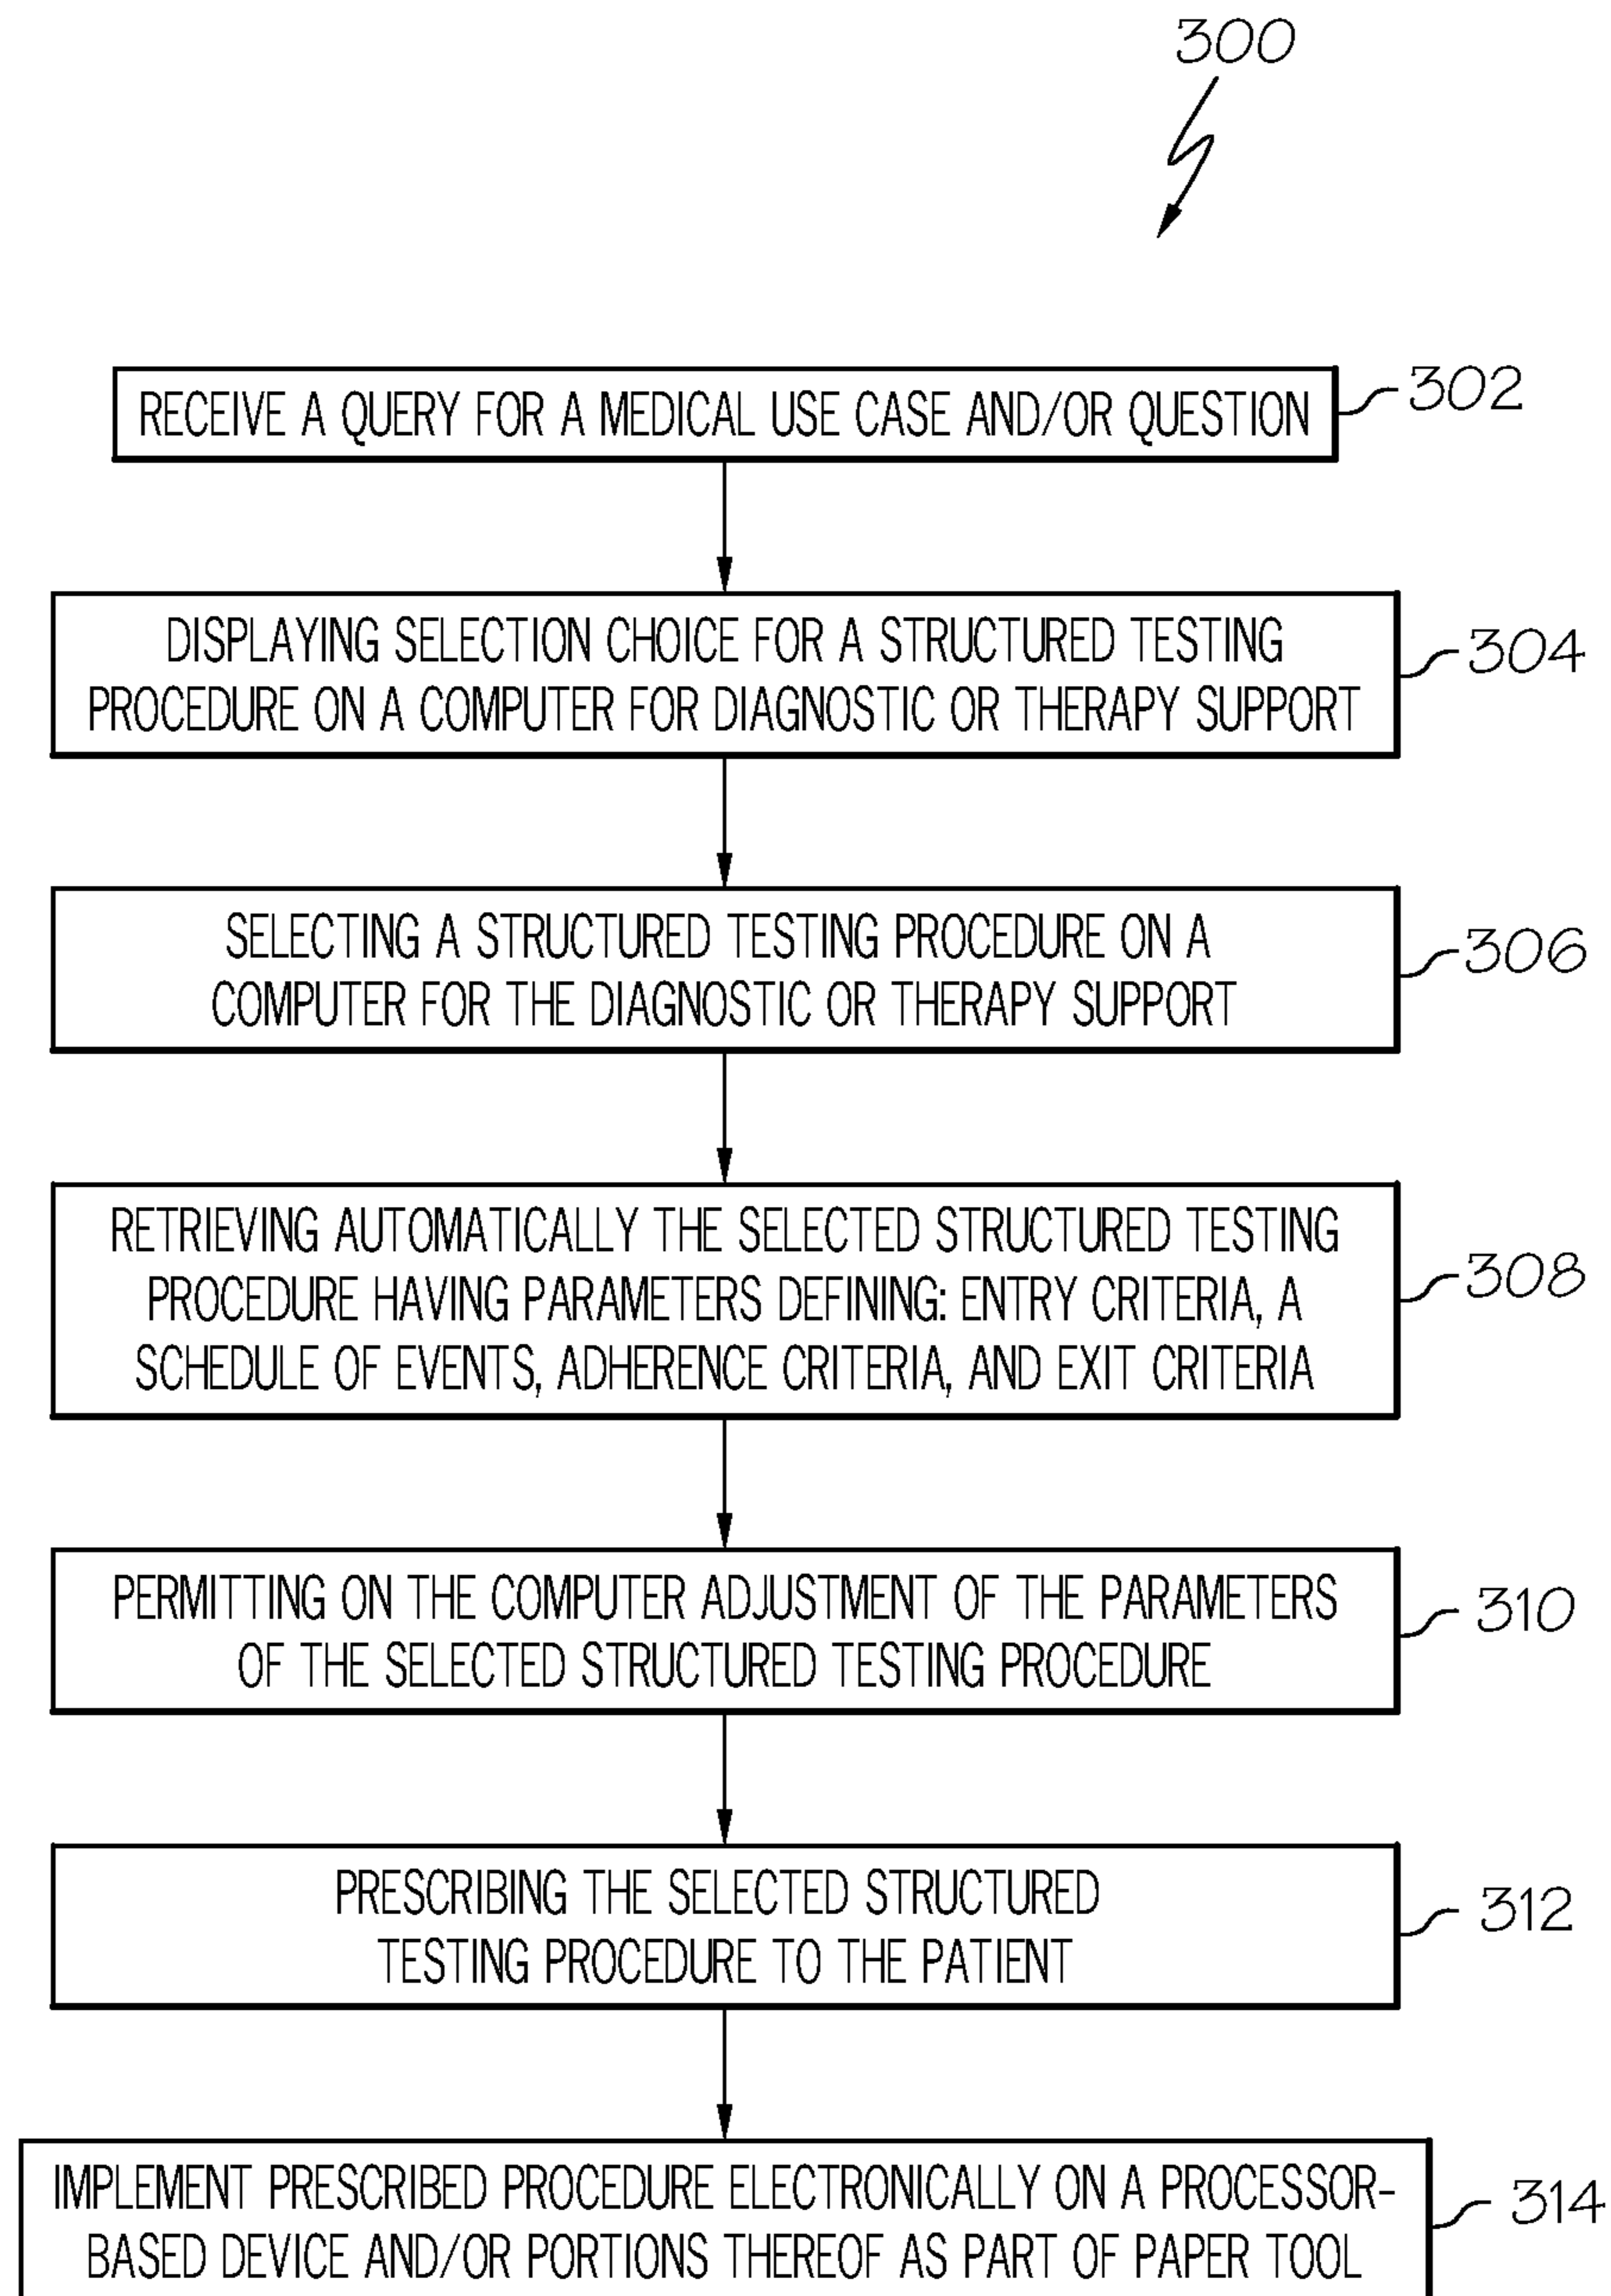 300
RECEIVE A QUERY FOR A MEDICAL USE CASE AND/OR QUESTION
302
DISPLAYING SELECTION CHOICE FOR A STRUCTURED TESTING
PROCEDURE ON A COMPUTER FOR DIAGNOSTIC OR THERAPY SUPPORT
304
SELECTING A STRUCTURED TESTING PROCEDURE ON A
COMPUTER FOR THE DIAGNOSTIC OR THERAPY SUPPORT
306
RETRIEVING AUTOMATICALLY THE SELECTED STRUCTURED TESTING
PROCEDURE HAVING PARAMETERS DEFINING: ENTRY CRITERIA, A
SCHEDULE OF EVENTS, ADHERENCE CRITERIA, AND EXIT CRITERIA
308
PERMITTING ON THE COMPUTER ADJUSTMENT OF THE PARAMETERS
OF THE SELECTED STRUCTURED TESTING PROCEDURE
310
PRESCRIBING THE SELECTED STRUCTURED
TESTING PROCEDURE TO THE PATIENT
312
IMPLEMENT PRESCRIBED PROCEDURE ELECTRONICALLY ON A PROCESSOR-
BASED DEVICE AND/OR PORTIONS THEREOF AS PART OF PAPER TOOL
314